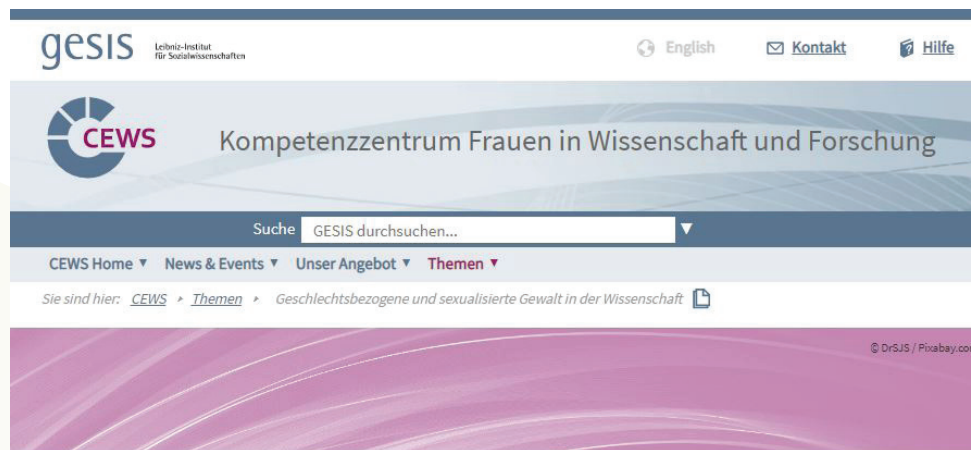 gesis Leibniz-Institut
für Sozialwissenschaften
English Kontakt Hilfe
CEWS
Kompetenzzentrum Frauen in Wissenschaft und Forschung
Suche GESIS durchsuchen...
CEWS Home News & Events Unser Angebot Themen
Sie sind hier: CEWS Themen Geschlechtsbezogene und sexualisierte Gewalt in der Wissenschaft
© DrSJS / Pixabay.co